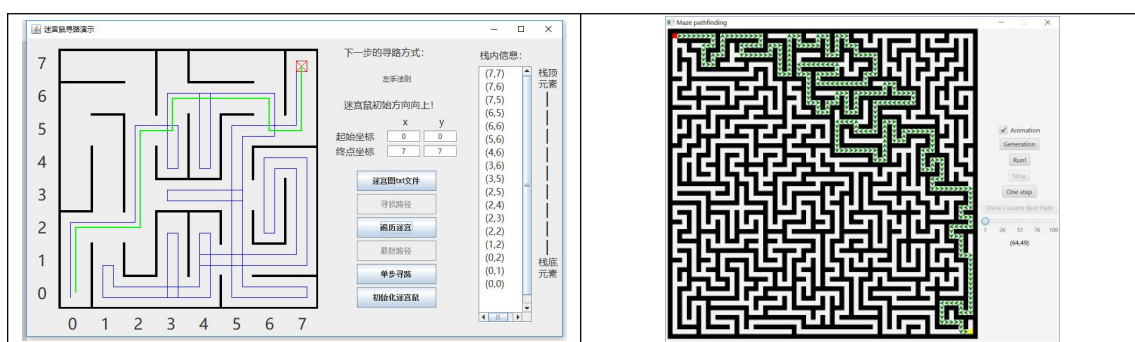 迷宫鼠寻路演示
下一步的寻路方式:
左手法则
迷宫鼠初始方向向上!
x y
起始坐标 0 0
终点坐标 7 7
迷宫图txt文件
寻找路径
遍历迷宫
最短路径
单步寻路
初始化迷宫鼠
栈内信息:
(7,7)
(7,6)
(7,5)
(6,5)
(6,6)
(5,6)
(4,6)
(3,6)
(3,5)
(2,5)
(2,4)
(2,3)
(2,2)
(1,2)
(0,2)
(0,1)
(0,0)
栈顶
元素
栈底
元素
7
6
5
4
3
2
1
0
0 1 2 3 4 5 6 7
Maze pathfinding
Animation
Generation
Run!
Stop
One step
Show Current Best Path
1 26 51 76 100
(64,49)